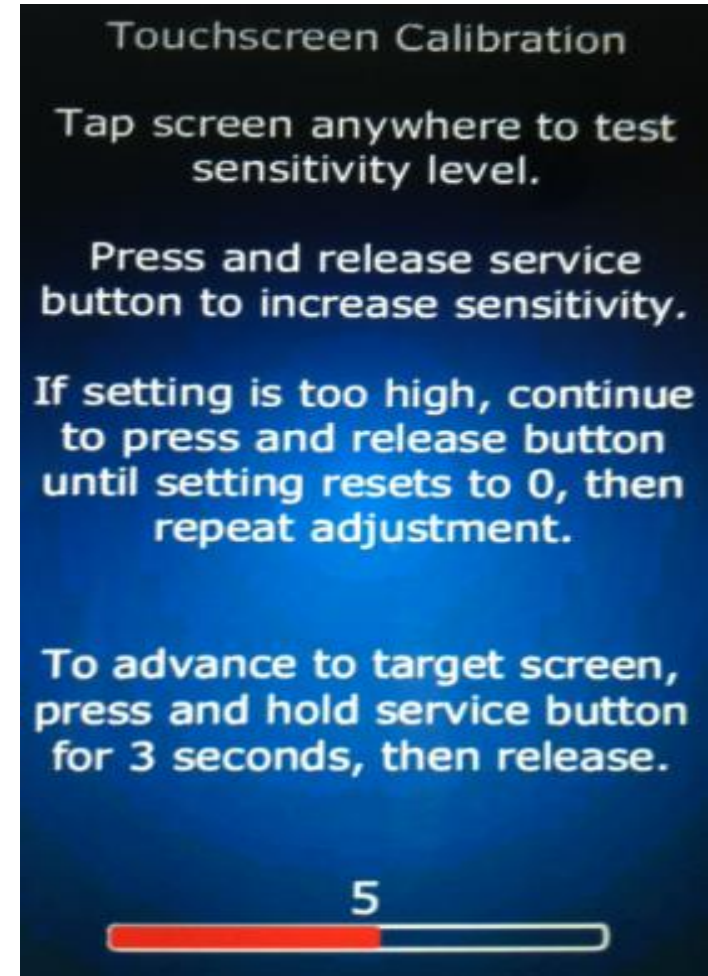 Touchscreen Calibration
Tap screen anywhere to test
sensitivity level.
Press and release service
button to increase sensitivity.
If setting is too high, continue
to press and release button
until setting resets to 0, then
repeat adjustment.
To advance to target screen,
press and hold service button
for 3 seconds, then release.
5